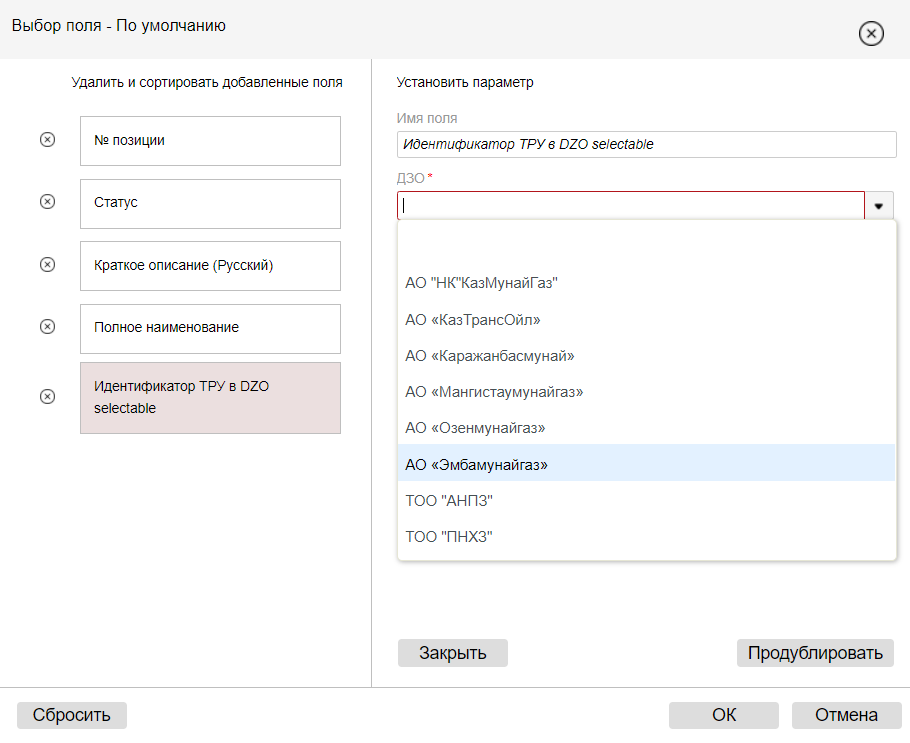 Выбор поля - По умолчанию
Удалить и сортировать добавленные поля
№ позиции
Статус
Краткое описание (Русский)
Полное наименование
Идентификатор ТРУ в DZO
selectable
Установить параметр
Имя поля
Идентификатор ТРУ в DZO selectable
ДЗО *
АО "НК"КазМунайГаз"
АО «КазТрансОйл»
АО «Каражанбасмунай»
АО «Мангистаумунайгаз»
АО «Озенмунайгаз»
АО «Эмбамунайгаз»
ТОО "АНПЗ"
ТОО "ПНХЗ"
Закрыть
Продублировать
Сбросить
ОК
Отмена